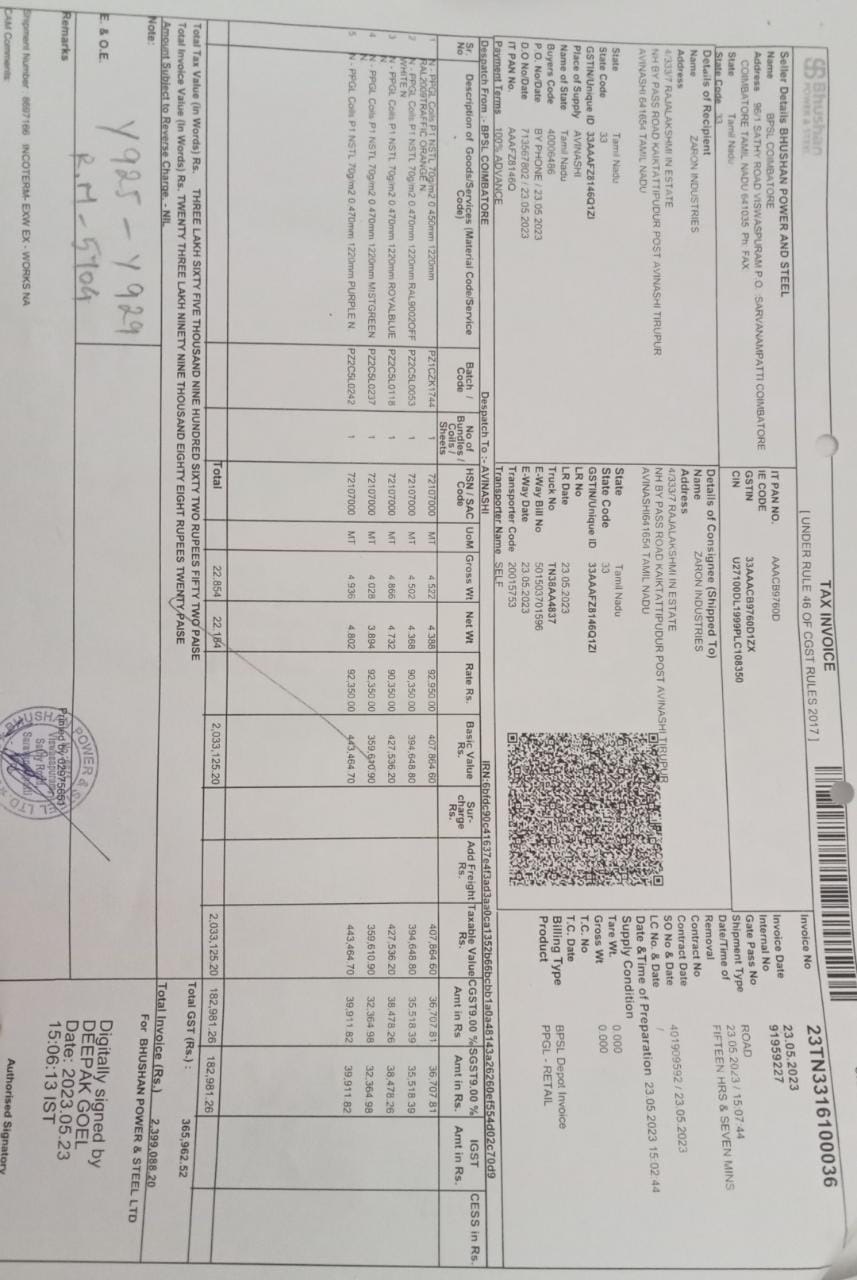 Bhushan
POWER & STEEL
TAX INVOICE
[ UNDER RULE 46 OF CGST RULES 2017 ]
Seller Details BHUSHAN POWER AND STEEL
Name BPSL COIMBATORE
Address 96/1 SATHY ROAD VISWASPURAM P.O. :SARVANAMPATTI COIMBATORE
COIMBATORE TAMIL NADU 641035 Ph: FAX
State Tamil Nadu
State Code 33
IT PAN NO. AAACB9760D
IE CODE
GSTIN 33AAACB9760D1ZX
CIN U27100DL1999PLC108350
Invoice No 23TN3316100036
Invoice Date 23.05.2023
Internal No 91959227
Gate Pass No
Shipment Type ROAD
Date/Time of 23.05.2023 / 15:07:44
Removal FIFTEEN HRS & SEVEN MINS
Contract No
Contract Date
SO No & Date 401909592 / 23.05.2023
LC No. & Date /
Date &Time of Preparation 23.05.2023 15:02:44
Supply Condition
Tare Wt. 0.000
Gross Wt 0.000
T.C. No
T.C. Date
Billing Type BPSL Depot Invoice
Product PPGL - RETAIL
Details of Recipient
Name ZARON INDUSTRIES
Address
4/333/7 RAJALAKSHMI IN ESTATE
NH BY PASS ROAD KAIKTATTIPUDUR POST AVINASHI TIRUPUR
AVINASHI 641654 TAMIL NADU
State Tamil Nadu
State Code 33
GSTIN/Unique ID 33AAAFZ8146Q1ZI
Place of Supply AVINASHI
Name of State Tamil Nadu
Buyers Code 40006486
P.O. No/Date BY PHONE / 23.05.2023
D.O No/Date 713567802 / 23.05.2023
IT PAN No. AAAFZ8146Q
Payment Terms 100% ADVANCE
Details of Consignee (Shipped To)
Name ZARON INDUSTRIES
Address
4/333/7 RAJALAKSHMI IN ESTATE
NH BY PASS ROAD KAIKTATTIPUDUR POST AVINASHI TIRUPUR
AVINASHI641654 TAMIL NADU
State Tamil Nadu
State Code 33
GSTIN/Unique ID 33AAAFZ8146Q1ZI
LR No
LR Date 23.05.2023
Truck No TN38AA4837
E-Way Bill No 501503701596
E-Way Date 23.05.2023
Transporter Code 20015753
Transporter Name SELF
Despatch From :- BPSL COIMBATORE Despatch To :- AVINASHI IRN:6bfdc90c41637e4f3ad3aa0ca1352b66bcbb1a0a48143a26260ef554d02c70d9
Sr. No Description of Goods/Services (Material Code/Service Code) Batch / Code No of Bundles / Coils / Sheets HSN / SAC Code UoM Gross Wt Net Wt Rate Rs. Basic Value Rs. Sur-charge Rs. Add Freight Rs. Taxable Value Rs. CGST9.00 % Amt in Rs SGST9.00 % Amt in Rs. IGST Amt in Rs. CESS in Rs.
1 N - PPGL Coils P1 NSTL 70g/m2 0.450mm 1220mm PZ1CZK1744 1 72107000 MT 4.522 4.388 92,950.00 407,864.60 407,864.60 36,707.81 36,707.81
RAL2009TRAFFIC ORANGE N
2 N - PPGL Coils P1 NSTL 70g/m2 0.470mm 1220mm RAL9002OFF PZ2C5L0053 1 72107000 MT 4.502 4.368 90,350.00 394,648.80 394,648.80 35,518.39 35,518.39
WHITE N
3 N - PPGL Coils P1 NSTL 70g/m2 0.470mm 1220mm ROYALBLUE PZ2C5L0118 1 72107000 MT 4.866 4.732 90,350.00 427,536.20 427,536.20 38,478.26 38,478.26
N
4 N - PPGL Coils P1 NSTL 70g/m2 0.470mm 1220mm MISTGREEN PZ2C5L0237 1 72107000 MT 4.028 3.894 92,350.00 359,610.90 359,610.90 32,364.98 32,364.98
N
5 N - PPGL Coils P1 NSTL 70g/m2 0.470mm 1220mm PURPLE N PZ2C5L0242 1 72107000 MT 4.936 4.802 92,350.00 443,464.70 443,464.70 39,911.82 39,911.82
Total 22.854 22.184 2,033,125.20 2,033,125.20 182,981.26 182,981.26
Total Tax Value (in Words) Rs. THREE LAKH SIXTY FIVE THOUSAND NINE HUNDRED SIXTY TWO RUPEES FIFTY TWO PAISE Total GST (Rs.) : 365,962.52
Total Invoice Value (in Words) Rs. TWENTY THREE LAKH NINETY NINE THOUSAND EIGHTY EIGHT RUPEES TWENTY PAISE
Amount Subject to Reverse Charge. - NIL Total Invoice (Rs.) 2,399,088.20
Note: For BHUSHAN POWER & STEEL LTD
Y925 - Y929
R.M - 5704
E. & O.E.
Remarks
Printed by 02975661
Digitally signed by
DEEPAK GOEL
Date: 2023.05.23
15:06:13 IST
Authorised Signatory
Shipment Number 8697166 INCOTERM- EXW EX - WORKS NA
CAM Comments: